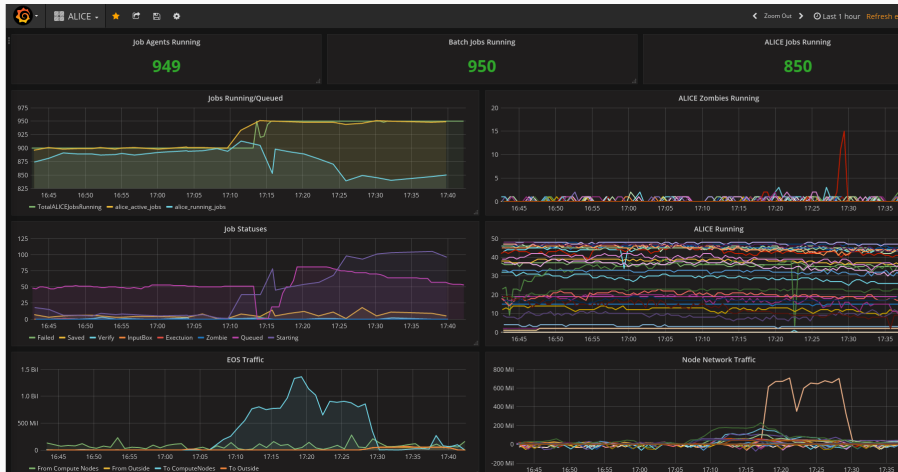 ALICE
Zoom Out
Last 1 hour
Refresh e
Job Agents Running
949
Batch Jobs Running
950
ALICE Jobs Running
850
Jobs Running/Queued
975
950
925
900
875
850
825
16:45 16:50 16:55 17:00 17:05 17:10 17:15 17:20 17:25 17:30 17:35 17:40
TotalALICEJobsRunning alice_active_jobs alice_running_jobs
ALICE Zombies Running
20
15
10
5
0
16:45 16:50 16:55 17:00 17:05 17:10 17:15 17:20 17:25 17:30 17:35
Job Statuses
125
100
75
50
25
0
16:45 16:50 16:55 17:00 17:05 17:10 17:15 17:20 17:25 17:30 17:35 17:40
Failed Saved Verify InputBox Exectuion Zombie Queued Starting
ALICE Running
50
40
30
20
10
0
16:45 16:50 16:55 17:00 17:05 17:10 17:15 17:20 17:25 17:30 17:35
EOS Traffic
1.5 Bil
1.0 Bil
500 Mil
0
16:45 16:50 16:55 17:00 17:05 17:10 17:15 17:20 17:25 17:30 17:35 17:40
From Compute Nodes From Outside To ComputeNodes To Outside
Node Network Traffic
800 Mil
600 Mil
400 Mil
200 Mil
0
-200 Mil
16:45 16:50 16:55 17:00 17:05 17:10 17:15 17:20 17:25 17:30 17:35